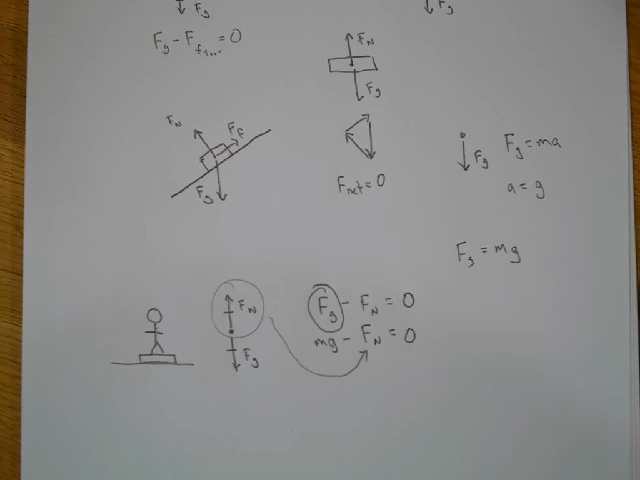 Fg Fg
Fg - Ff... = 0
FN
Fg
FN
FF
Fg
Fnet = 0
Fg
Fg = ma
a = g
Fg = mg
FN
Fg
Fg - FN = 0
mg - FN = 0